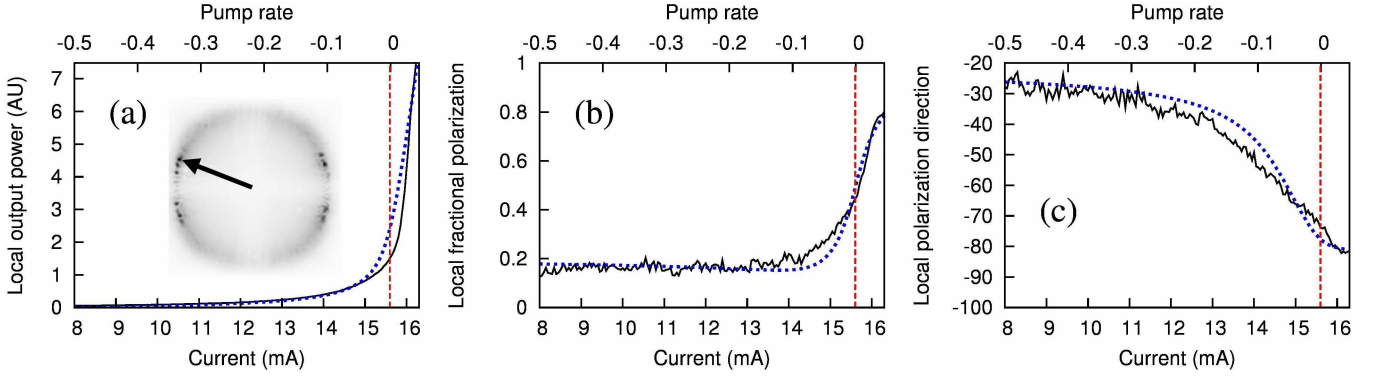 Pump rate
-0.5 -0.4 -0.3 -0.2 -0.1 0
Local output power (AU)
7
6
5
4
3
2
1
0
(a)
8 9 10 11 12 13 14 15 16
Current (mA)
Pump rate
-0.5 -0.4 -0.3 -0.2 -0.1 0
Local fractional polarization
1
0.8
0.6
0.4
0.2
0
(b)
8 9 10 11 12 13 14 15 16
Current (mA)
Pump rate
-0.5 -0.4 -0.3 -0.2 -0.1 0
Local polarization direction
-20
-30
-40
-50
-60
-70
-80
-90
-100
(c)
8 9 10 11 12 13 14 15 16
Current (mA)